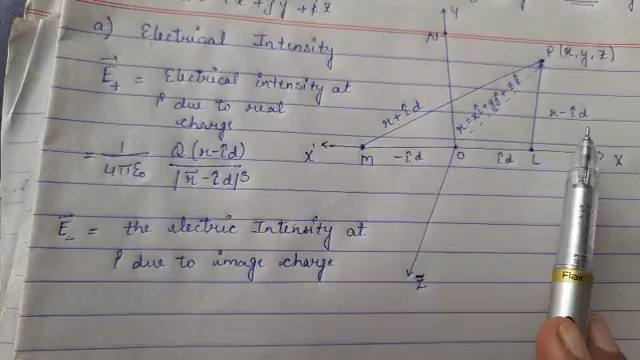 a) Electrical Intensity
E₊ = Electrical intensity at
P due to real
charge
= 1/4πε₀ Q(r-îd)/|r-îd|³
E₋ = the electric Intensity at
P due to image charge
Y
N
P(x, y, z)
r+îd
r=xî+yĵ+zk̂
r-îd
X'
M
-îd
O
îd
L
X
Z
Flair